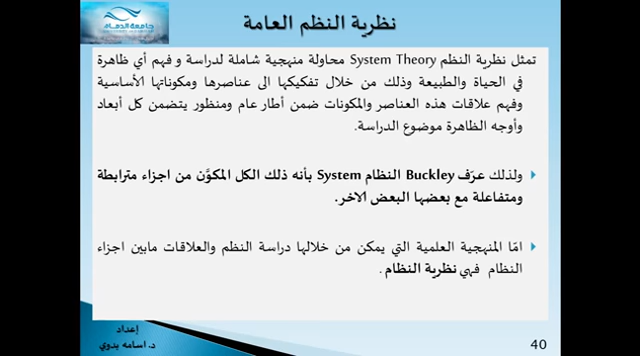 نظرية النظم العامة
جامعة الدمام
تمثل نظرية النظم System Theory محاولة منهجية شاملة لدراسة و فهم أي ظاهرة
في الحياة والطبيعة وذلك من خلال تفكيكها الى عناصرها ومكوناتها الأساسية
وفهم علاقات هذه العناصر والمكونات ضمن أطار عام ومنظور يتضمن كل أبعاد
وأوجه الظاهرة موضوع الدراسة.
ولذلك عرّف Buckley النظام System بأنه ذلك الكل المكوَّن من اجزاء مترابطة
ومتفاعلة مع بعضها البعض الاخر.
امّا المنهجية العلمية التي يمكن من خلالها دراسة النظم والعلاقات مابين اجزاء
النظام فهي نظرية النظام .
إعداد
د. اسامه بدوي
40